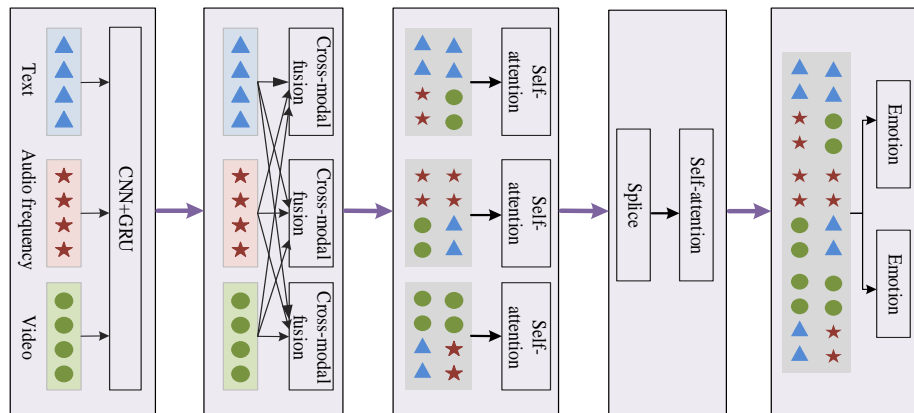 Text
Audio frequency
Video
CNN+GRU
Cross-modal
fusion
Cross-modal
fusion
Cross-modal
fusion
Self-
attention
Self-
attention
Self-
attention
Splice
Self-attention
Emotion
Emotion